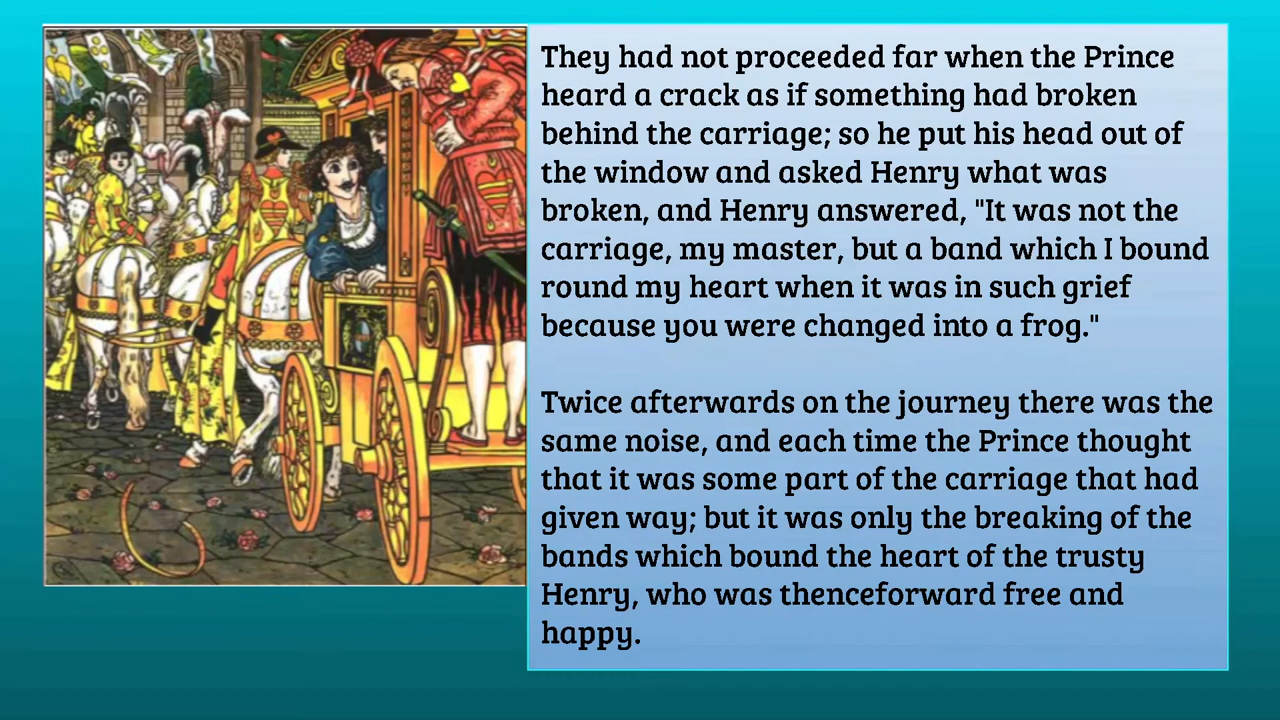 They had not proceeded far when the Prince
heard a crack as if something had broken
behind the carriage; so he put his head out of
the window and asked Henry what was
broken, and Henry answered, "It was not the
carriage, my master, but a band which I bound
round my heart when it was in such grief
because you were changed into a frog."
Twice afterwards on the journey there was the
same noise, and each time the Prince thought
that it was some part of the carriage that had
given way; but it was only the breaking of the
bands which bound the heart of the trusty
Henry, who was thenceforward free and
happy.